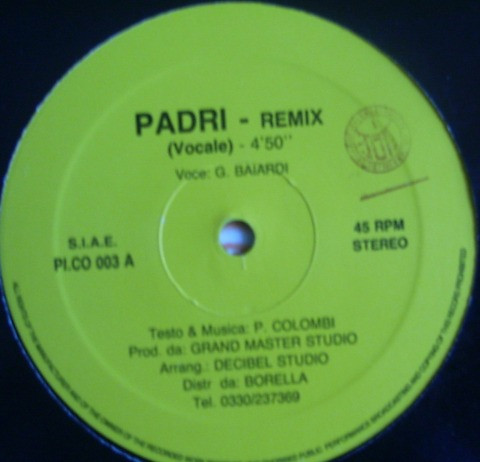 PADRI - REMIX
(Vocale) - 4'50"
Voce: G. BAIARDI
S.I.A.E.
PI.CO 003 A
45 RPM
STEREO
Testo & Musica: P. COLOMBI
Prod. da: GRAND MASTER STUDIO
Arrang.: DECIBEL STUDIO
Distr da: BORELLA
Tel. 0330/237369